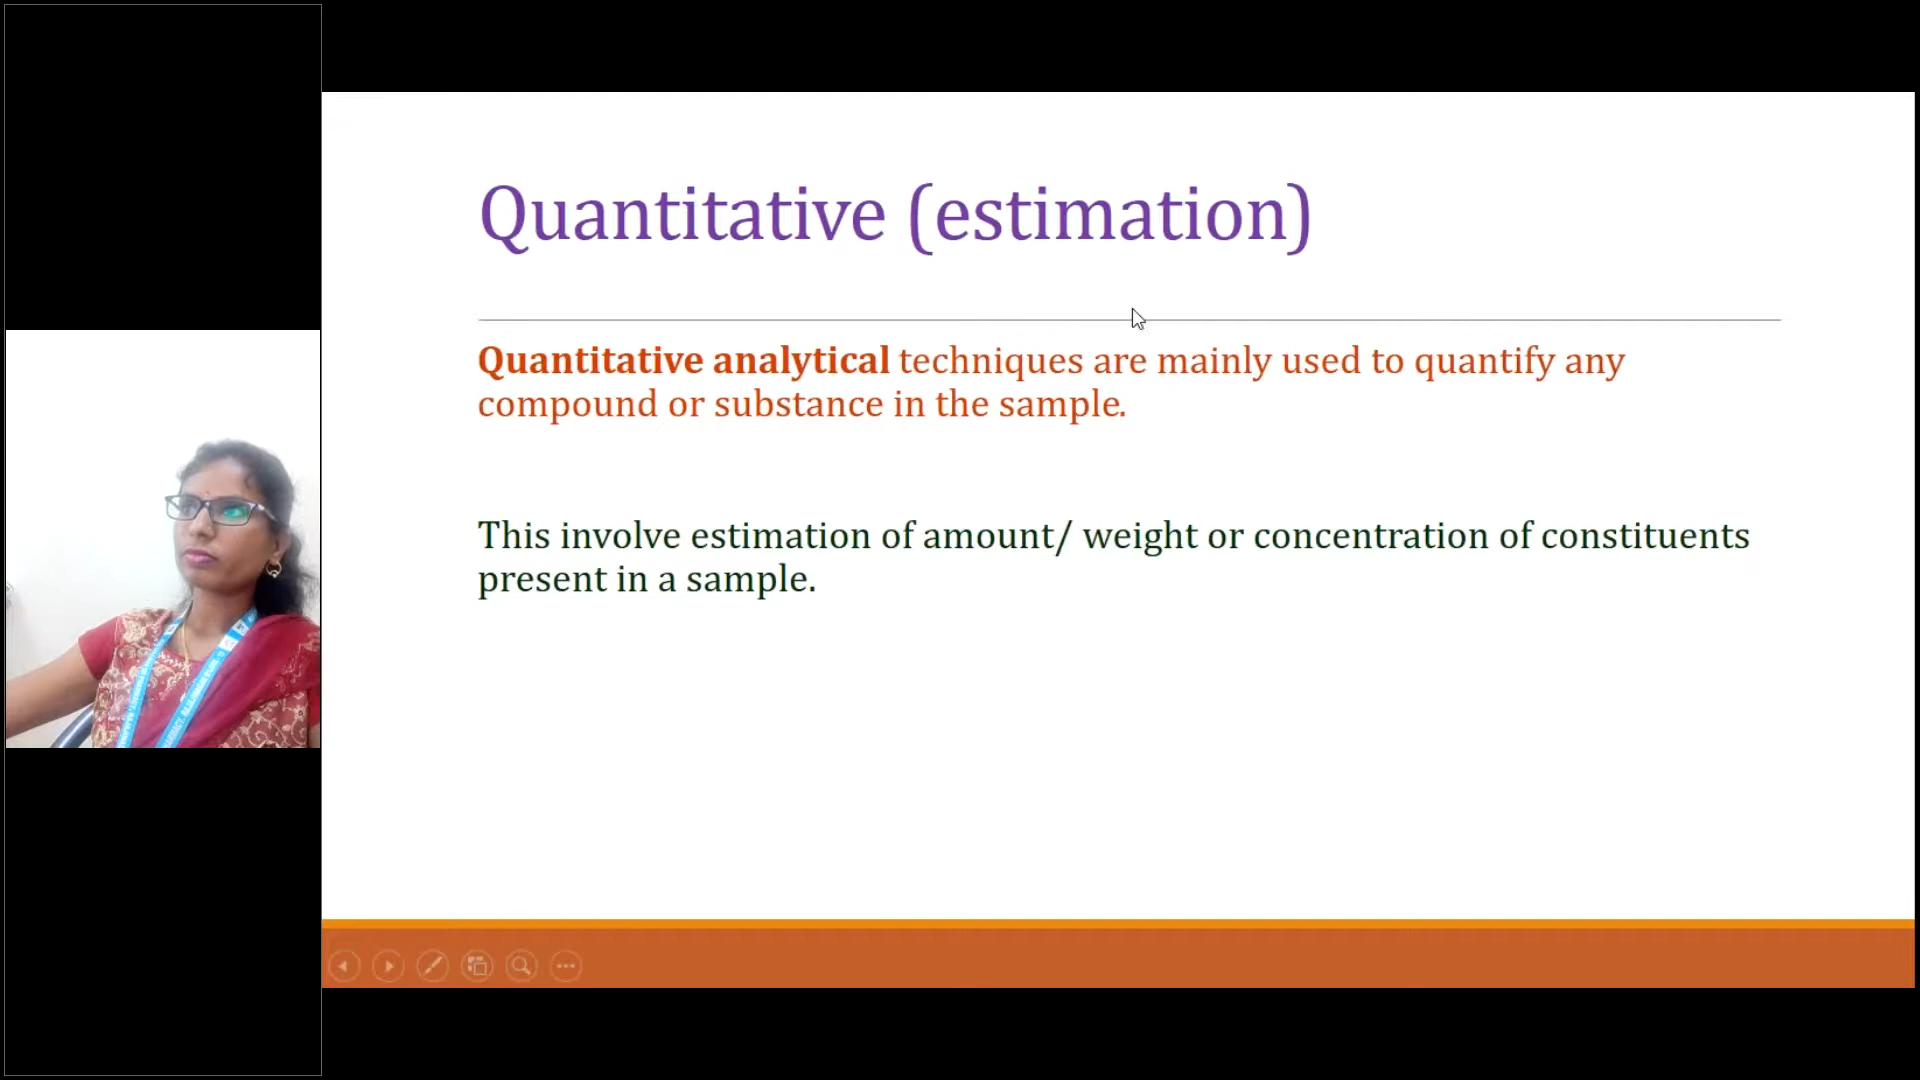 Quantitative (estimation)
Quantitative analytical techniques are mainly used to quantify any
compound or substance in the sample.
This involve estimation of amount/ weight or concentration of constituents
present in a sample.